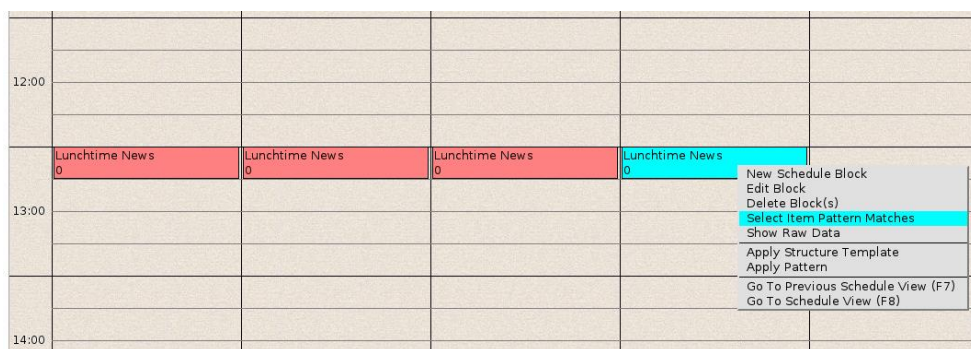 12:00
Lunchtime News
0
Lunchtime News
0
Lunchtime News
0
Lunchtime News
0
New Schedule Block
Edit Block
Delete Block(s)
Select Item Pattern Matches
Show Raw Data
Apply Structure Template
Apply Pattern
Go To Previous Schedule View (F7)
Go To Schedule View (F8)
13:00
14:00